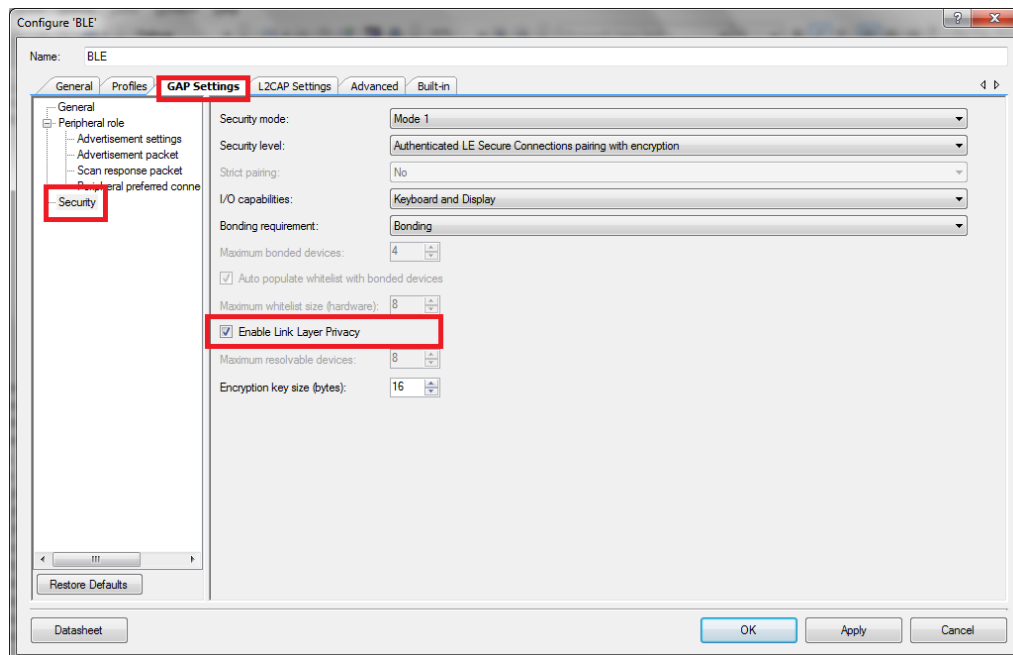 Configure 'BLE'
Name: BLE
General Profiles GAP Settings L2CAP Settings Advanced Built-in
General
Peripheral role
Advertisement settings
Advertisement packet
Scan response packet
Peripheral preferred conne
Security
Security mode: Mode 1
Security level: Authenticated LE Secure Connections pairing with encryption
Strict pairing: No
I/O capabilities: Keyboard and Display
Bonding requirement: Bonding
Maximum bonded devices: 4
Auto populate whitelist with bonded devices
Maximum whitelist size (hardware): 8
Enable Link Layer Privacy
Maximum resolvable devices: 8
Encryption key size (bytes): 16
Restore Defaults
Datasheet OK Apply Cancel